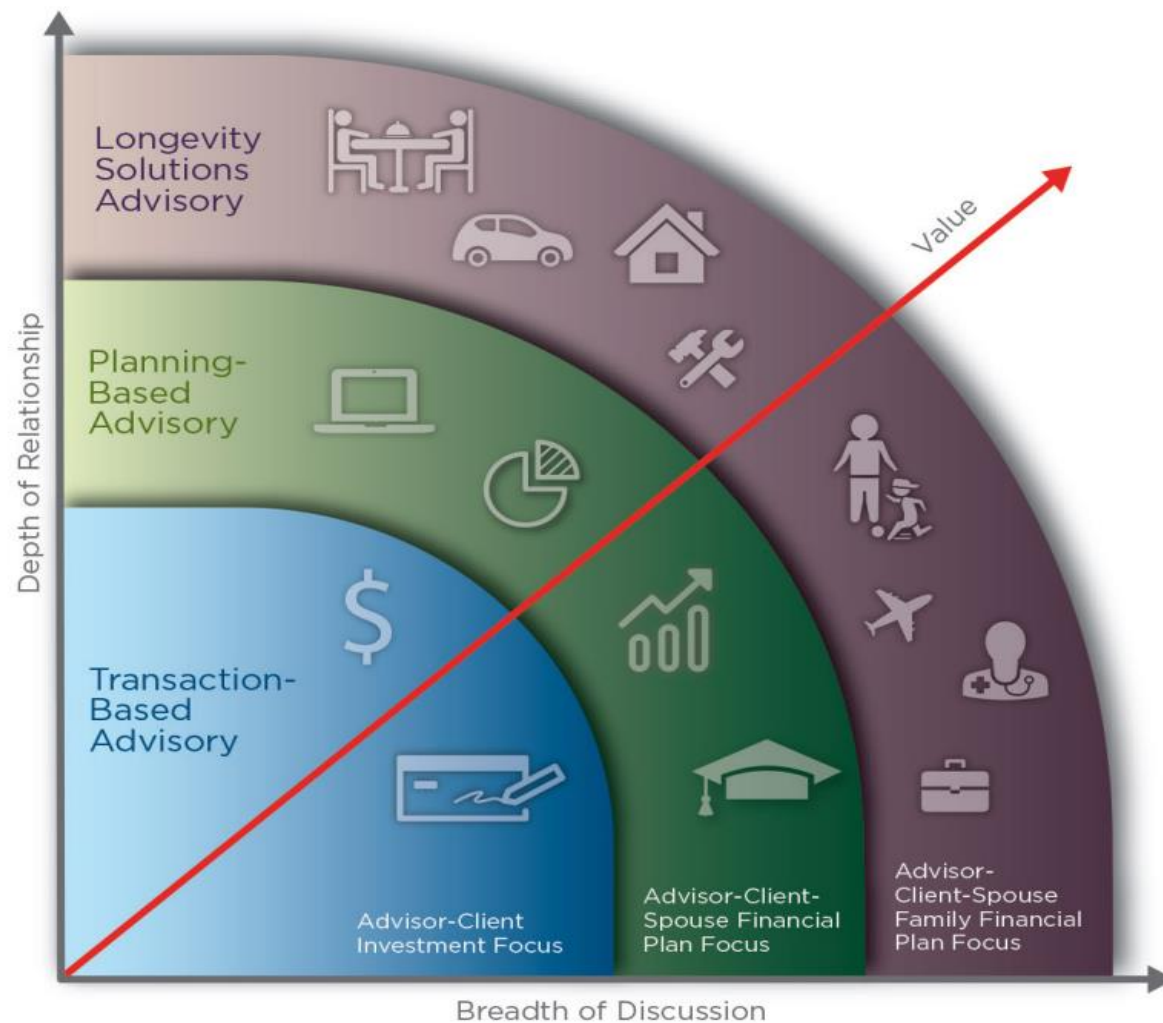 Longevity
Solutions
Advisory
Value
Planning-
Based
Advisory
Depth of Relationship
$
Transaction-
Based
Advisory
Advisor-Client
Investment Focus
Advisor-Client-
Spouse Financial
Plan Focus
Advisor-
Client-Spouse
Family Financial
Plan Focus
Breadth of Discussion